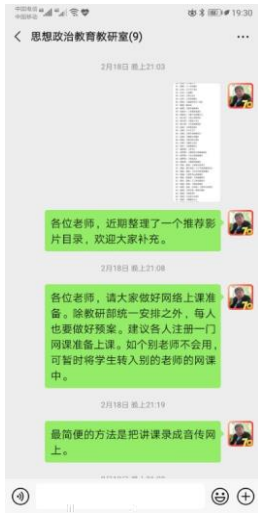 中国电信
中国移动
19:30
思想政治教育教研室(9)
2月18日 晚上21:03
各位老师，近期整理了一个推荐影
片目录，欢迎大家补充。
2月18日 晚上21:08
各位老师，请大家做好网络上课准
备。除教研部统一安排之外，每人
也要做好预案。建议各人注册一门
网课准备上课。如个别老师不会用，
可暂时将学生转入别的老师的网课
中。
2月18日 晚上21:19
最简便的方法是把讲课录成音传网
上。